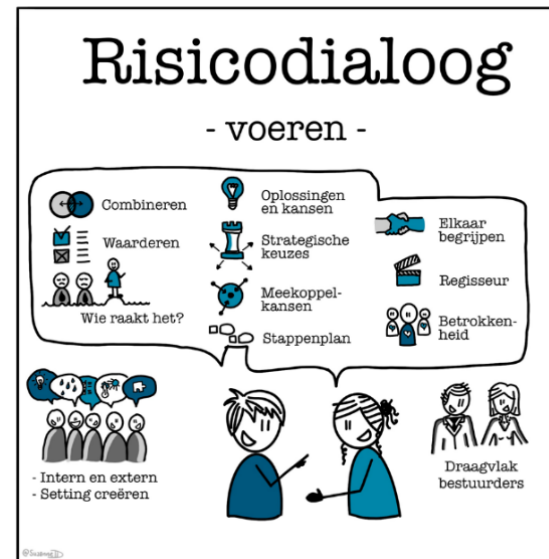 Risicodialoog
- voeren -
Combineren
Waarderen
Wie raakt het?
Oplossingen
en kansen
Strategische
keuzes
Meekoppel-
kansen
Stappenplan
Elkaar
begrijpen
Regisseur
Betrokken-
heid
- Intern en extern
- Setting creëren
Draagvlak
bestuurders